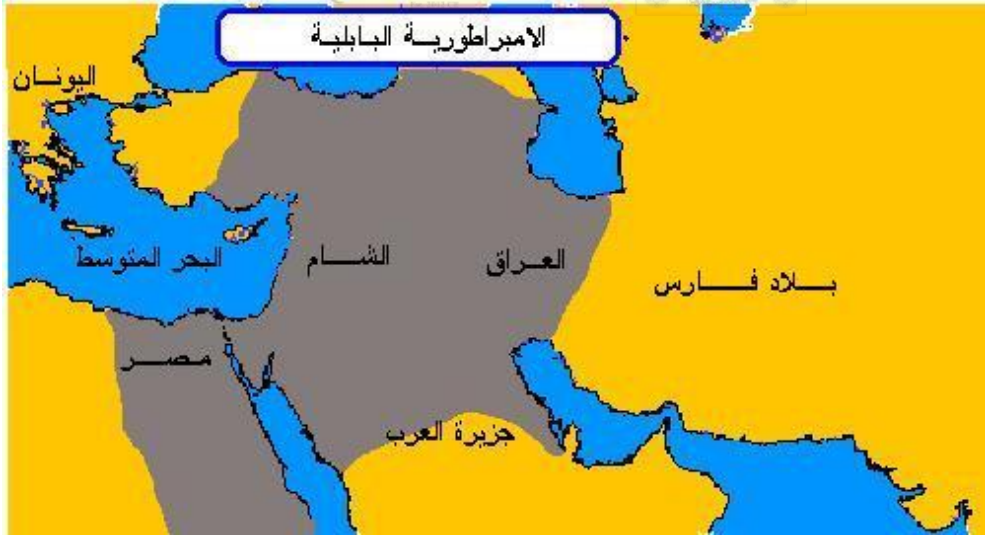 الامبراطورية البابلية
اليونان
البحر المتوسط
الشام
العراق
بلاد فارس
مصر
جزيرة العرب